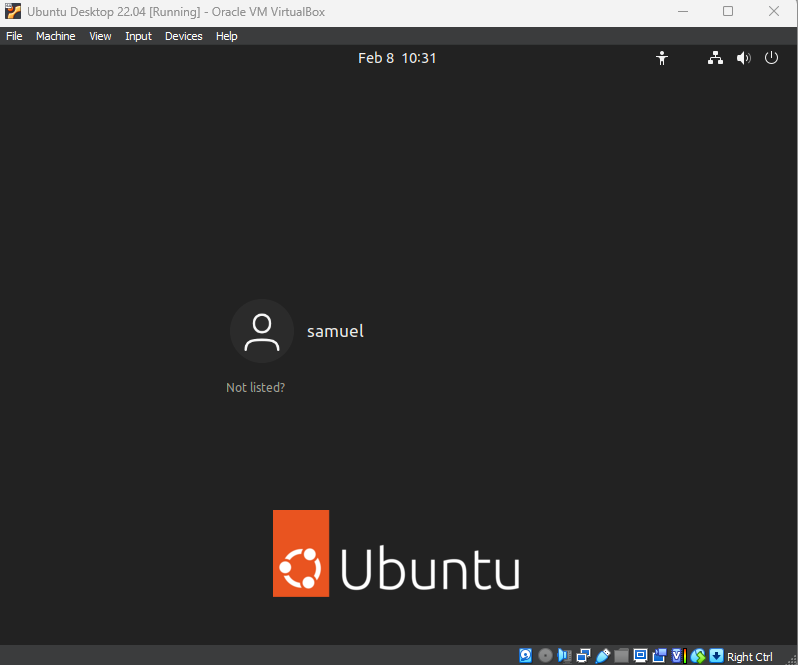 Ubuntu Desktop 22.04 [Running] - Oracle VM VirtualBox
File Machine View Input Devices Help
Feb 8 10:31
samuel
Not listed?
Ubuntu
Right Ctrl